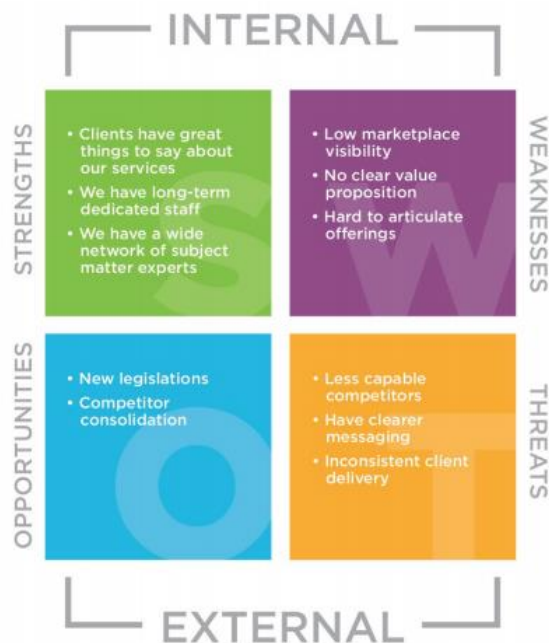 INTERNAL
STRENGTHS
• Clients have great
things to say about
our services
• We have long-term
dedicated staff
• We have a wide
network of subject
matter experts
S
• Low marketplace
visibility
• No clear value
proposition
• Hard to articulate
offerings
W
WEAKNESSES
OPPORTUNITIES
• New legislations
• Competitor
consolidation
O
• Less capable
competitors
• Have clearer
messaging
• Inconsistent client
delivery
T
THREATS
EXTERNAL